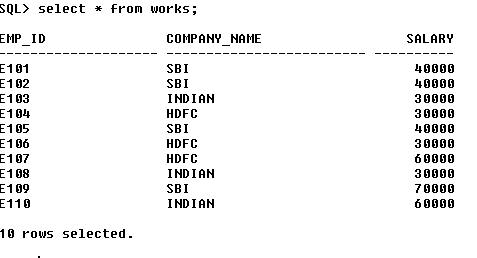 SQL> select * from works;
EMP_ID COMPANY_NAME SALARY
-------------------- ------------------------- ----------
E101 SBI 40000
E102 SBI 40000
E103 INDIAN 30000
E104 HDFC 30000
E105 SBI 40000
E106 HDFC 30000
E107 HDFC 60000
E108 INDIAN 30000
E109 SBI 70000
E110 INDIAN 60000
10 rows selected.